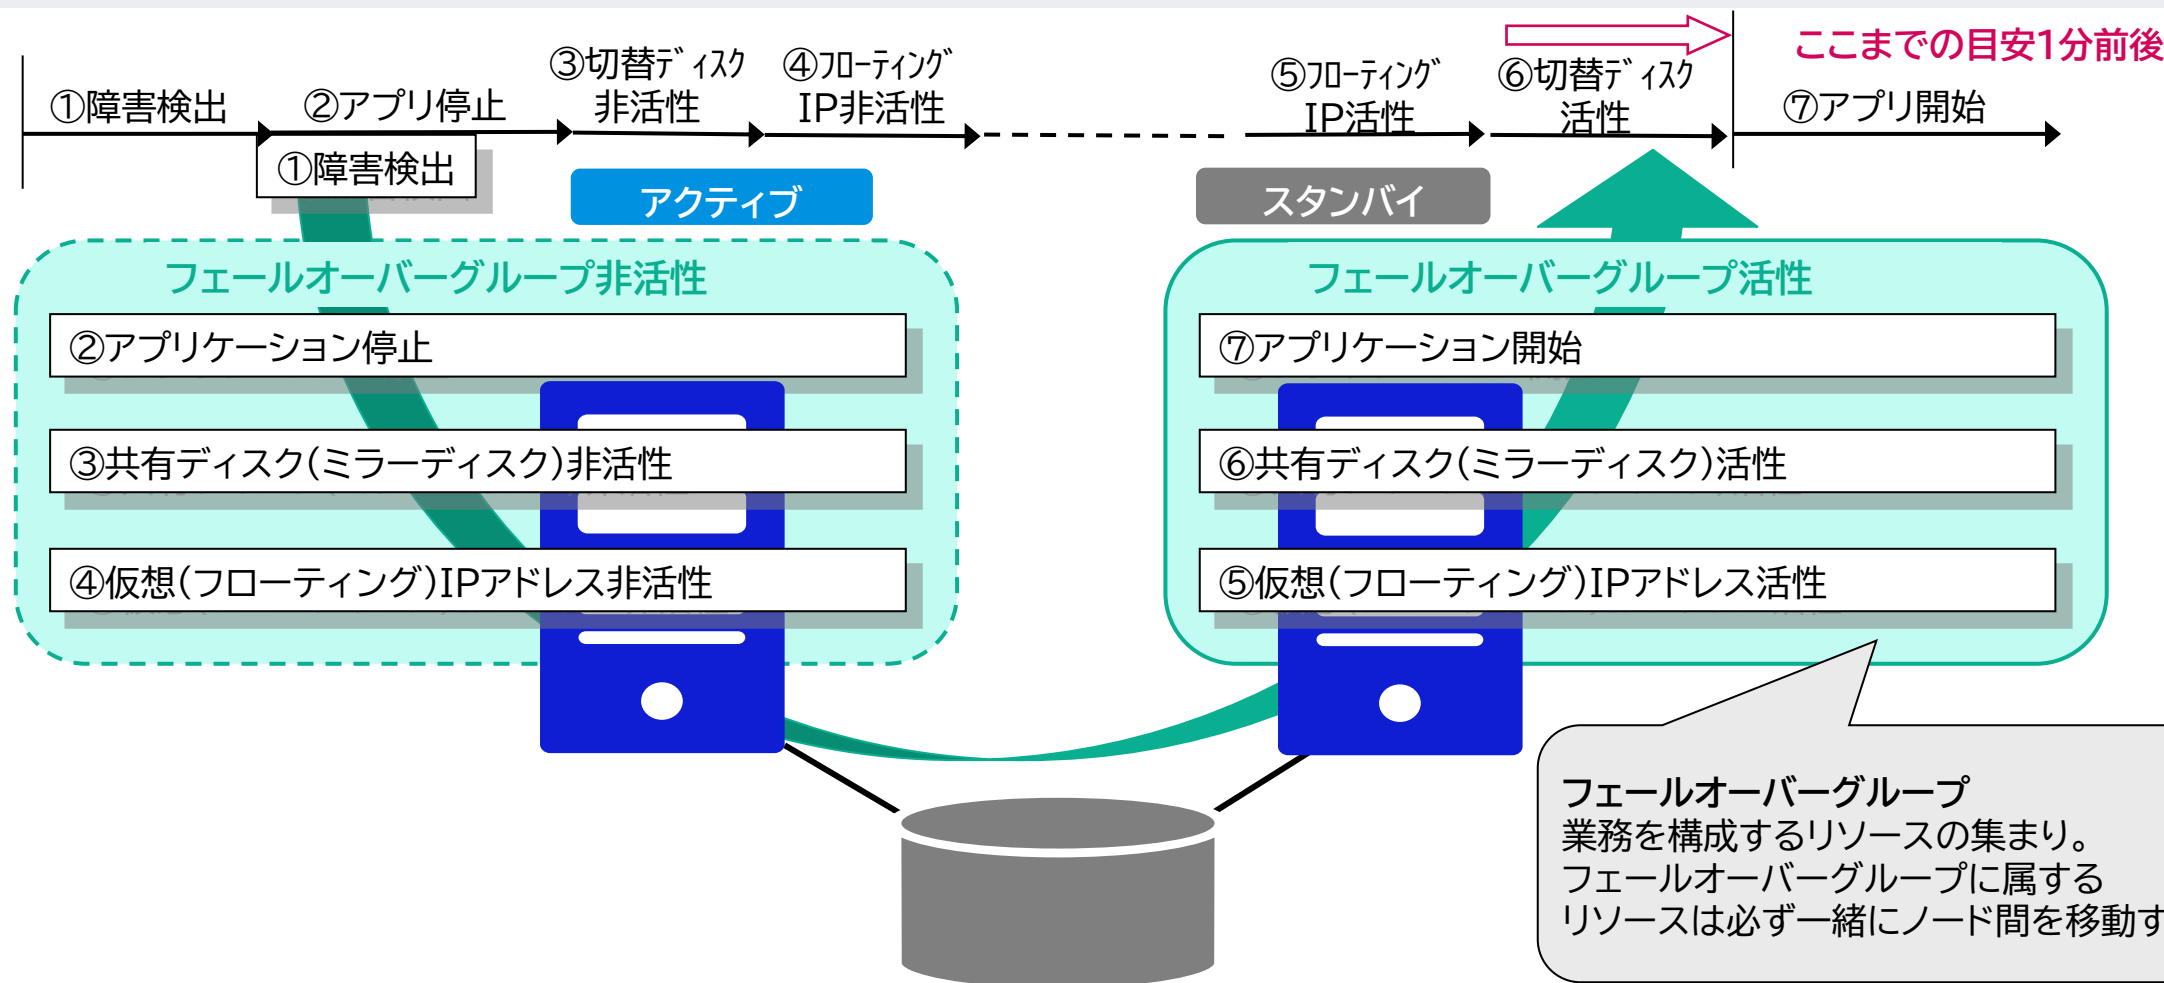 ここまでの目安1分前後
①障害検出
②アプリ停止
③切替ﾃﾞｨｽｸ
非活性
④ﾌﾛｰﾃｨﾝｸﾞ
IP非活性
⑤ﾌﾛｰﾃｨﾝｸﾞ
IP活性
⑥切替ﾃﾞｨｽｸ
活性
⑦アプリ開始
①障害検出
アクティブ
スタンバイ
フェールオーバーグループ非活性
②アプリケーション停止
③共有ディスク(ミラーディスク)非活性
④仮想(フローティング)IPアドレス非活性
フェールオーバーグループ活性
⑦アプリケーション開始
⑥共有ディスク(ミラーディスク)活性
⑤仮想(フローティング)IPアドレス活性
フェールオーバーグループ
業務を構成するリソースの集まり。
フェールオーバーグループに属する
リソースは必ず一緒にノード間を移動す